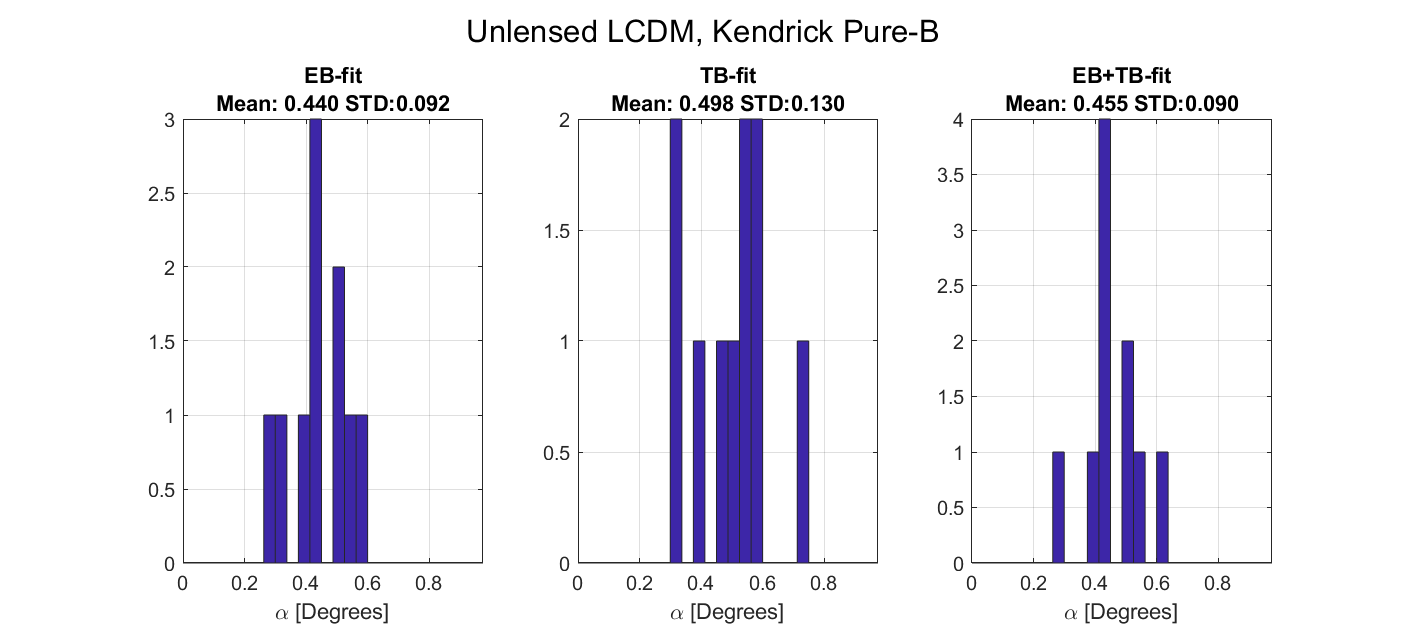 Unlensed LCDM, Kendrick Pure-B
EB-fit
Mean: 0.440 STD:0.092
3
2.5
2
1.5
1
0.5
0
0 0.2 0.4 0.6 0.8
α [Degrees]
TB-fit
Mean: 0.498 STD:0.130
2
1.5
1
0.5
0
0 0.2 0.4 0.6 0.8
α [Degrees]
EB+TB-fit
Mean: 0.455 STD:0.090
4
3.5
3
2.5
2
1.5
1
0.5
0
0 0.2 0.4 0.6 0.8
α [Degrees]